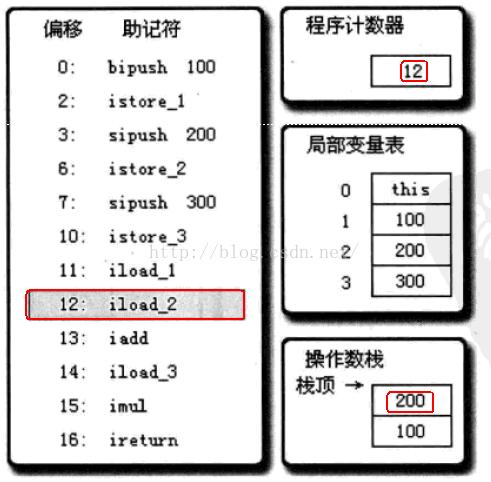 偏移 助记符
0: bipush 100
2: istore_1
3: sipush 200
6: istore_2
7: sipush 300
10: istore_3
11: iload_1
12: iload_2
13: iadd
14: iload_3
15: imul
16: ireturn
程序计数器
12
局部变量表
0 this
1 100
2 200
3 300
操作数栈
栈顶 → 200
100
http://blog.csdn.net/